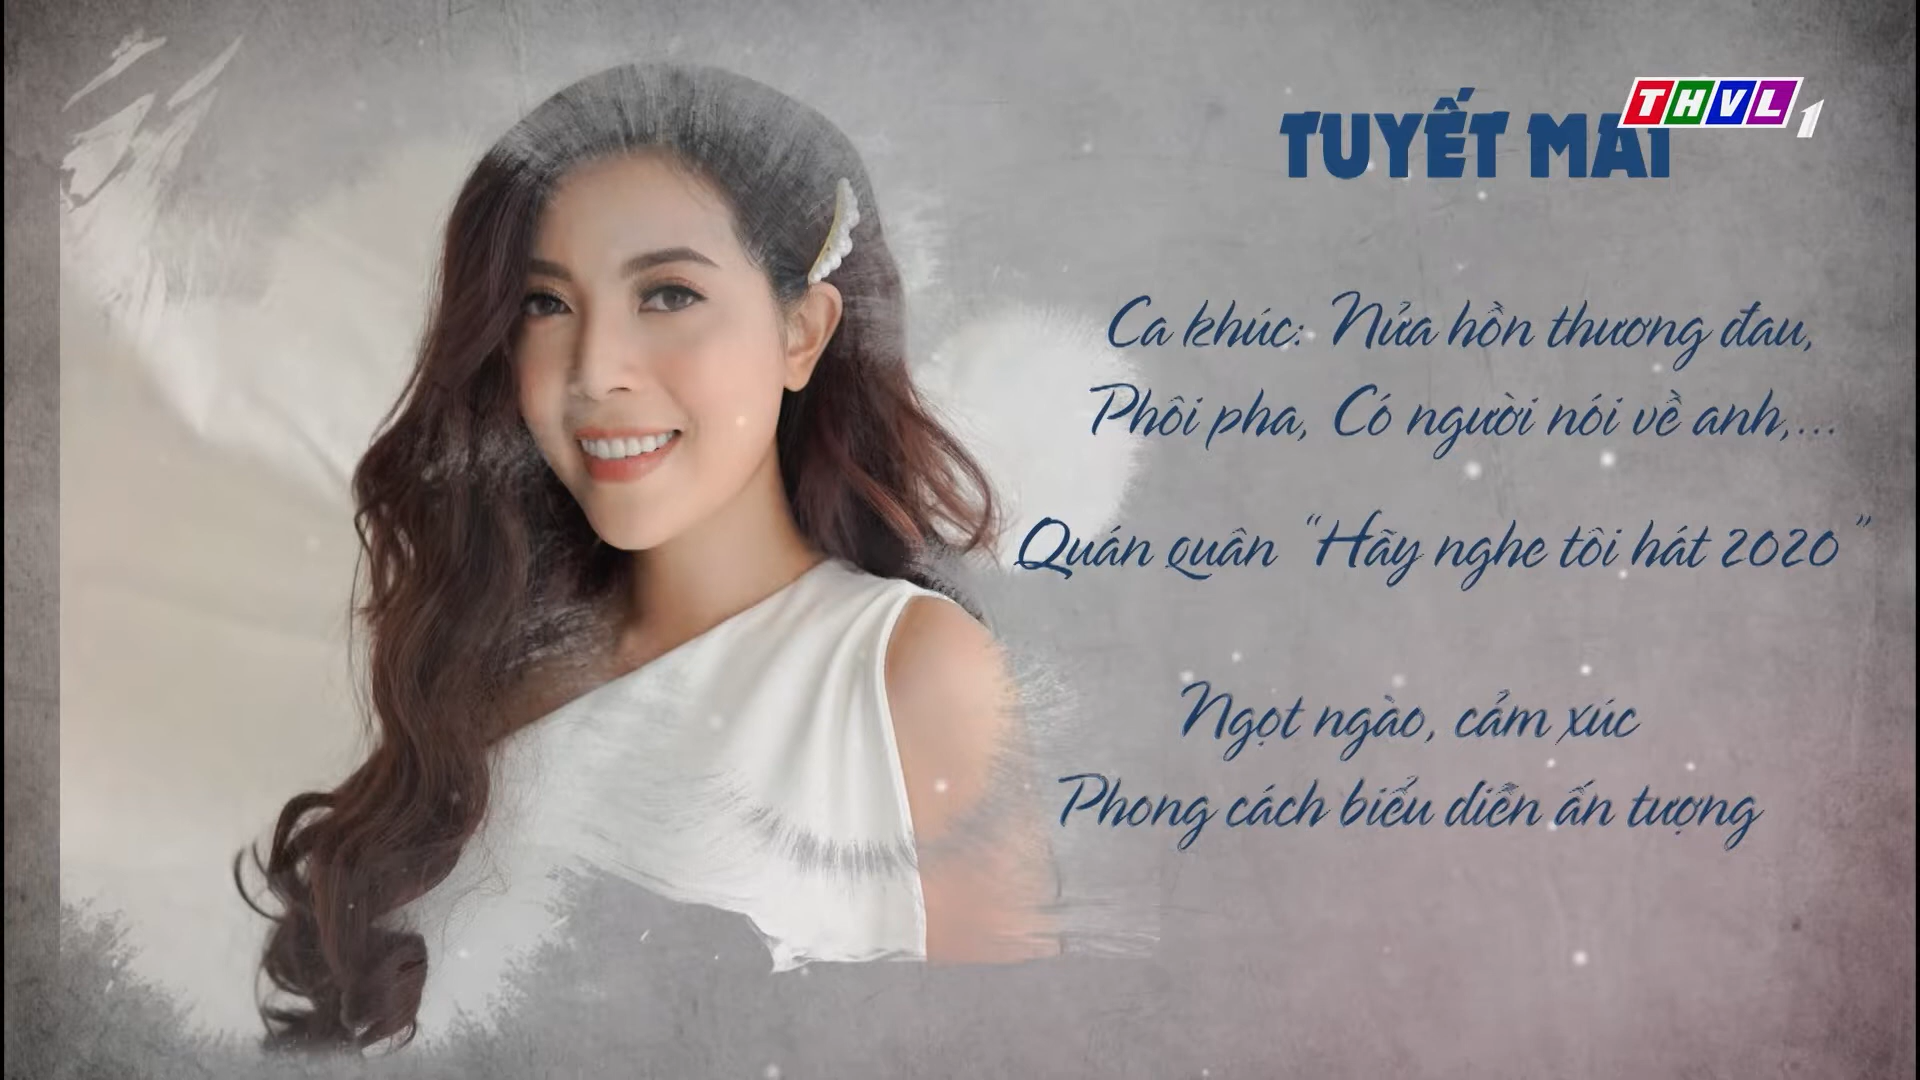 TUYẾT MAI
THVL1
Ca khúc: Nửa hồn thương đau,
Phôi pha, Có người nói về anh,...
Quán quân “Hãy nghe tôi hát 2020”
Ngọt ngào, cảm xúc
Phong cách biểu diễn ấn tượng